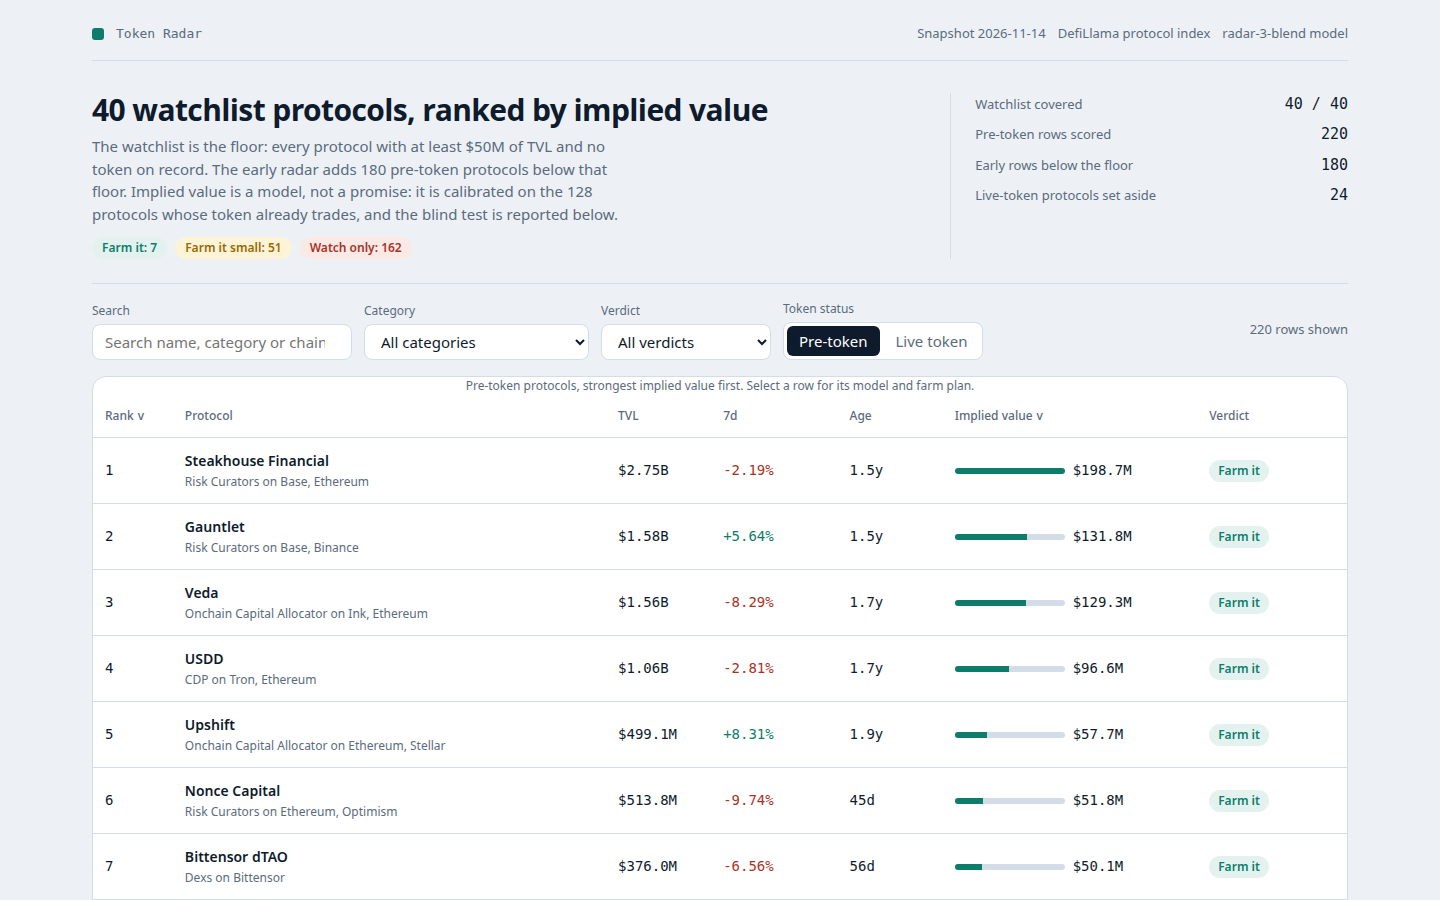 Token Radar
Snapshot 2026-11-14 DefiLlama protocol index radar-3-blend model
40 watchlist protocols, ranked by implied value
The watchlist is the floor: every protocol with at least $50M of TVL and no
token on record. The early radar adds 180 pre-token protocols below that
floor. Implied value is a model, not a promise: it is calibrated on the 128
protocols whose token already trades, and the blind test is reported below.
Farm it: 7 Farm it small: 51 Watch only: 162
Watchlist covered 40 / 40
Pre-token rows scored 220
Early rows below the floor 180
Live-token protocols set aside 24
Search Category Verdict Token status
Search name, category or chain All categories All verdicts Pre-token Live token
220 rows shown
Pre-token protocols, strongest implied value first. Select a row for its model and farm plan.
Rank v Protocol TVL 7d Age Implied value v Verdict
1 Steakhouse Financial $2.75B -2.19% 1.5y $198.7M Farm it
Risk Curators on Base, Ethereum
2 Gauntlet $1.58B +5.64% 1.5y $131.8M Farm it
Risk Curators on Base, Binance
3 Veda $1.56B -8.29% 1.7y $129.3M Farm it
Onchain Capital Allocator on Ink, Ethereum
4 USDD $1.06B -2.81% 1.7y $96.6M Farm it
CDP on Tron, Ethereum
5 Upshift $499.1M +8.31% 1.9y $57.7M Farm it
Onchain Capital Allocator on Ethereum, Stellar
6 Nonce Capital $513.8M -9.74% 45d $51.8M Farm it
Risk Curators on Ethereum, Optimism
7 Bittensor dTAO $376.0M -6.56% 56d $50.1M Farm it
Dexs on Bittensor